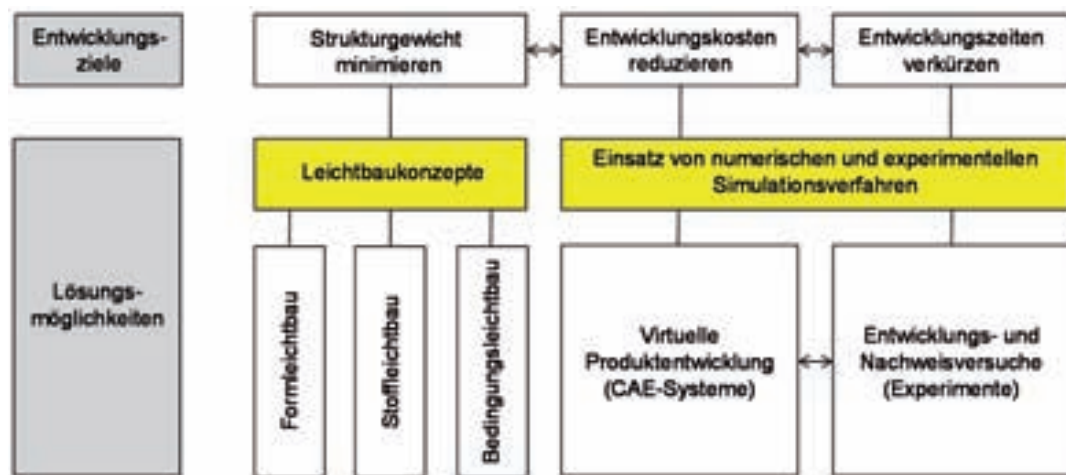 Entwicklungs-
ziele
Strukturgewicht
minimieren
Entwicklungskosten
reduzieren
Entwicklungszeiten
verkürzen
Lösungs-
möglichkeiten
Leichtbaukonzepte
Einsatz von numerischen und experimentellen
Simulationsverfahren
Formleichtbau
Stoffleichtbau
Bedingungsleichtbau
Virtuelle
Produktentwicklung
(CAE-Systeme)
Entwicklungs- und
Nachweisversuche
(Experimente)